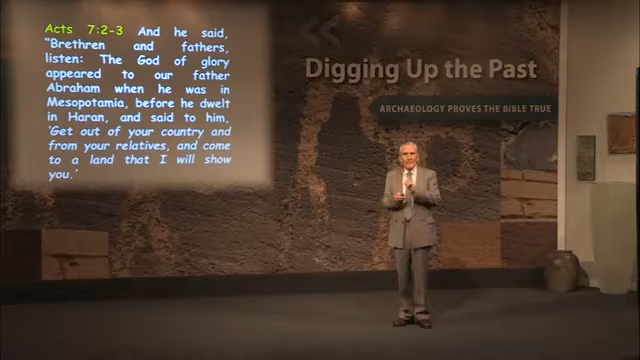 Acts 7:2-3 And he said,
"Brethren and fathers,
listen: The God of glory
appeared to our father
Abraham when he was in
Mesopotamia, before he dwelt
in Haran, and said to him,
'Get out of your country and
from your relatives, and come
to a land that I will show
you.'
Digging Up the Past
ARCHAEOLOGY PROVES THE BIBLE TRUE